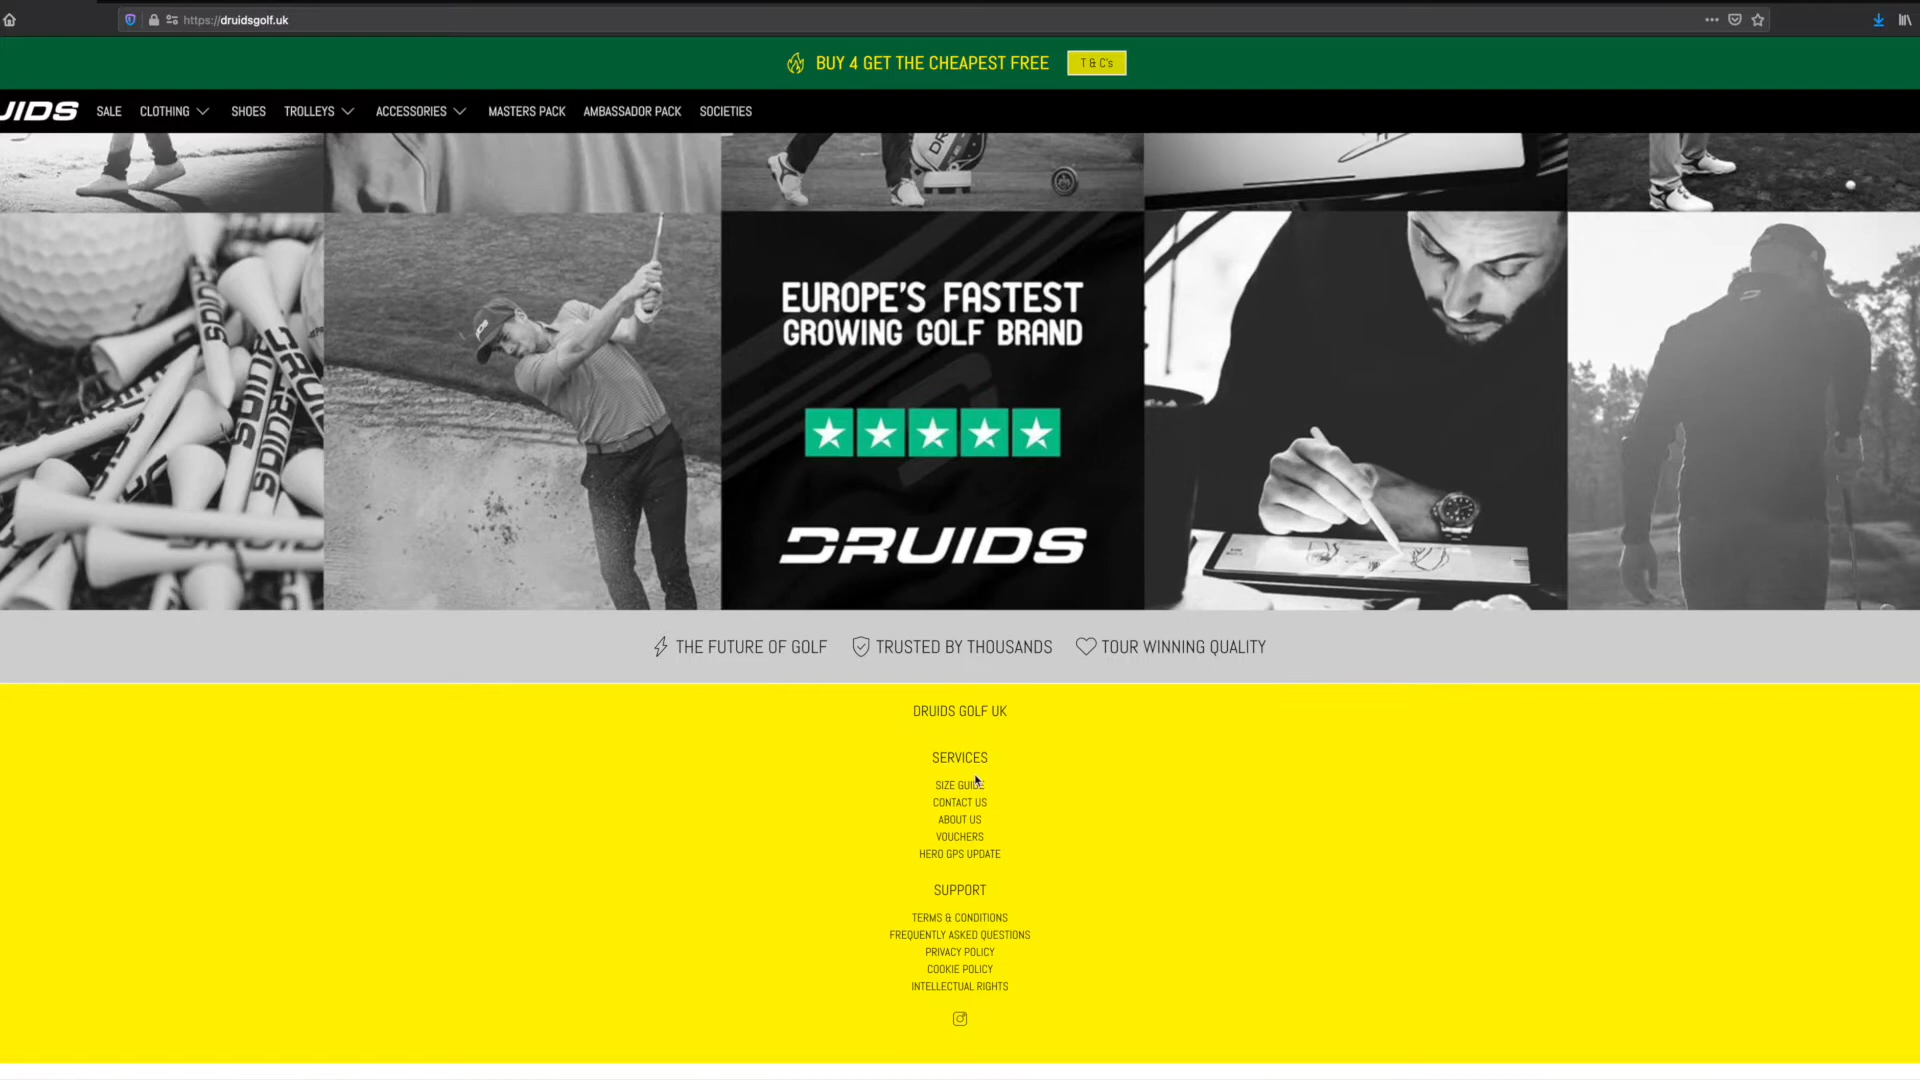 https://druidsgolf.uk
BUY 4 GET THE CHEAPEST FREE
T & C's
UIDS
SALE
CLOTHING
SHOES
TROLLEYS
ACCESSORIES
MASTERS PACK
AMBASSADOR PACK
SOCIETIES
EUROPE'S FASTEST
GROWING GOLF BRAND
DRUIDS
THE FUTURE OF GOLF
TRUSTED BY THOUSANDS
TOUR WINNING QUALITY
DRUIDS GOLF UK
SERVICES
SIZE GUIDE
CONTACT US
ABOUT US
VOUCHERS
HERO GPS UPDATE
SUPPORT
TERMS & CONDITIONS
FREQUENTLY ASKED QUESTIONS
PRIVACY POLICY
COOKIE POLICY
INTELLECTUAL RIGHTS